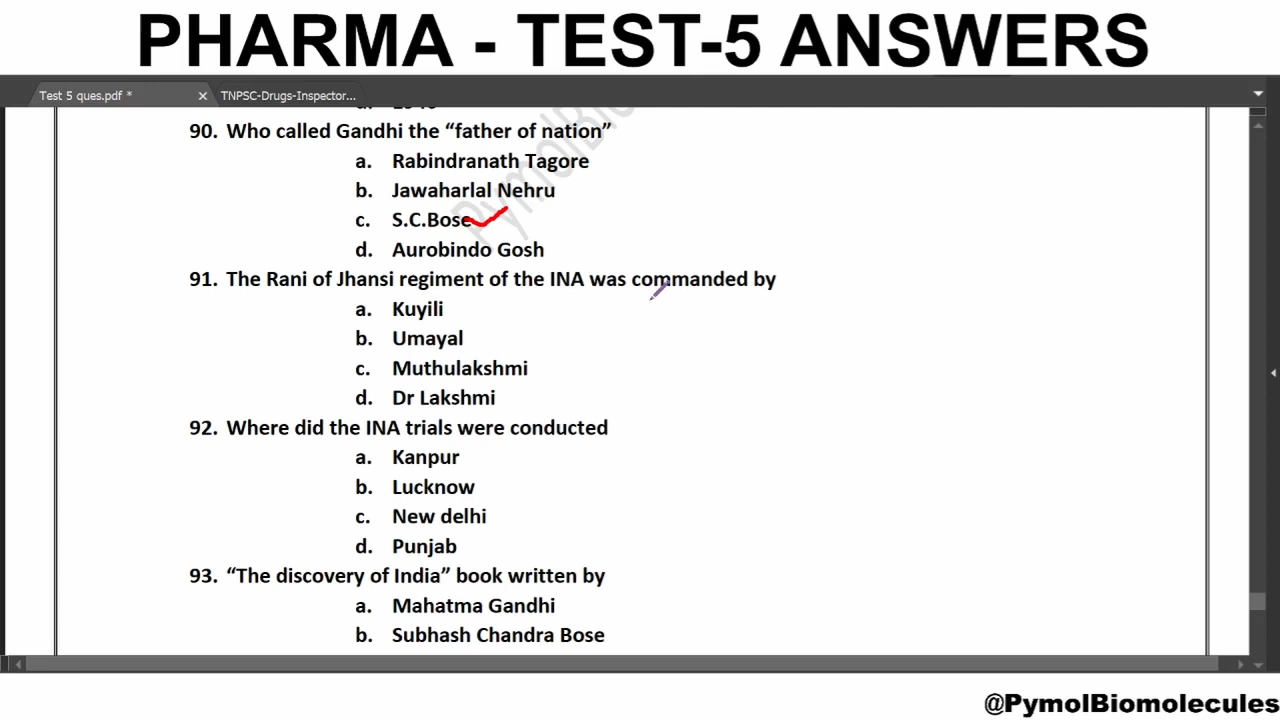 PHARMA - TEST-5 ANSWERS
Test 5 ques.pdf *
TNPSC-Drugs-Inspector...
90. Who called Gandhi the “father of nation”
a. Rabindranath Tagore
b. Jawaharlal Nehru
c. S.C.Bose
d. Aurobindo Gosh
91. The Rani of Jhansi regiment of the INA was commanded by
a. Kuyili
b. Umayal
c. Muthulakshmi
d. Dr Lakshmi
92. Where did the INA trials were conducted
a. Kanpur
b. Lucknow
c. New delhi
d. Punjab
93. “The discovery of India” book written by
a. Mahatma Gandhi
b. Subhash Chandra Bose
@PymolBiomolecules